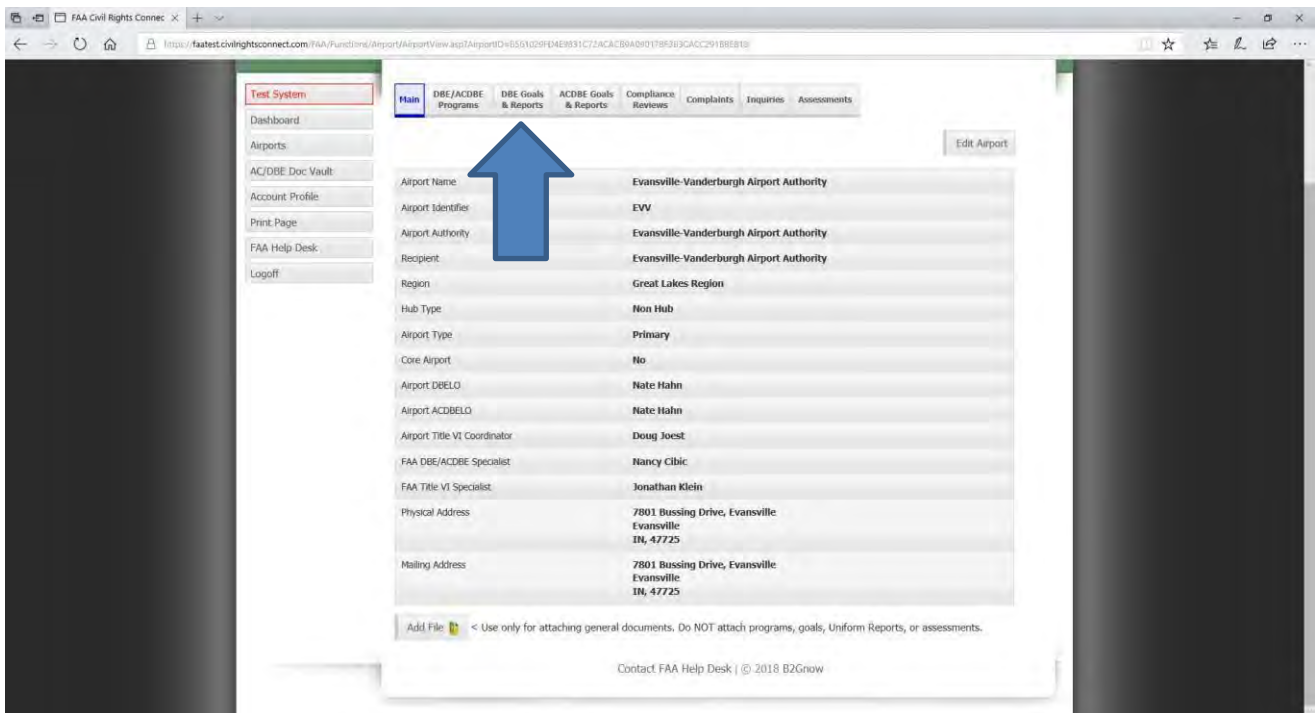 FAA Civil Rights Connec
faatest.civilrightsconnect.com
Test System
Dashboard
Airports
AC/DBE Doc Vault
Account Profile
Print Page
FAA Help Desk
Logoff
Main
DBE/ACDBE
Programs
DBE Goals
& Reports
ACDBE Goals
& Reports
Compliance
Reviews
Complaints
Inquiries
Assessments
Edit Airport
Airport Name Evansville-Vanderburgh Airport Authority
Airport Identifier EVV
Airport Authority Evansville-Vanderburgh Airport Authority
Recipient Evansville-Vanderburgh Airport Authority
Region Great Lakes Region
Hub Type Non Hub
Airport Type Primary
Core Airport No
Airport DBELO Nate Hahn
Airport ACDBELO Nate Hahn
Airport Title VI Coordinator Doug Joest
FAA DBE/ACDBE Specialist Nancy Cibic
FAA Title VI Specialist Jonathan Klein
Physical Address 7801 Bussing Drive, Evansville
Evansville
IN, 47725
Mailing Address 7801 Bussing Drive, Evansville
Evansville
IN, 47725
Add File < Use only for attaching general documents. Do NOT attach programs, goals, Uniform Reports, or assessments.
Contact FAA Help Desk | © 2018 B2Gnow